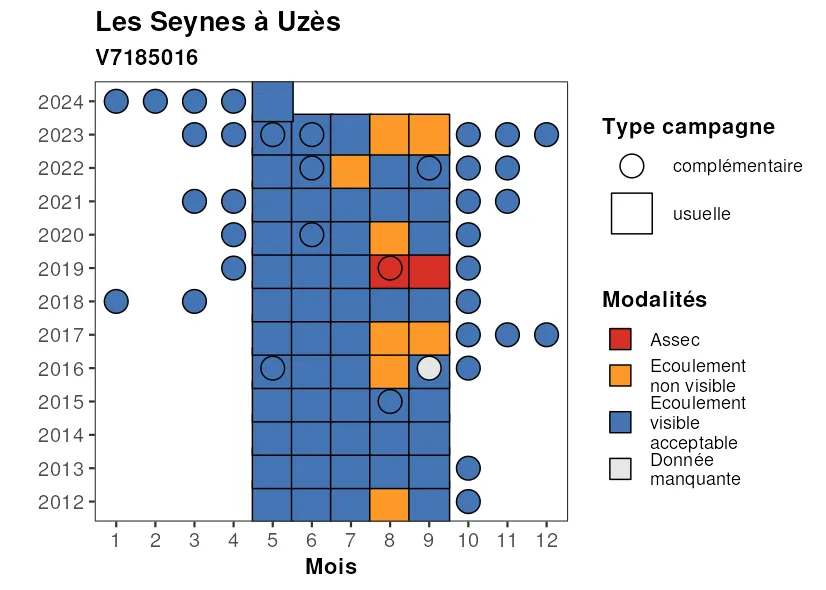 Les Seynes à Uzès
V7185016
2024
2023
2022
2021
2020
2019
2018
2017
2016
2015
2014
2013
2012
1 2 3 4 5 6 7 8 9 10 11 12
Mois
Type campagne
complémentaire
usuelle
Modalités
Assec
Ecoulement
non visible
Ecoulement
visible
acceptable
Donnée
manquante